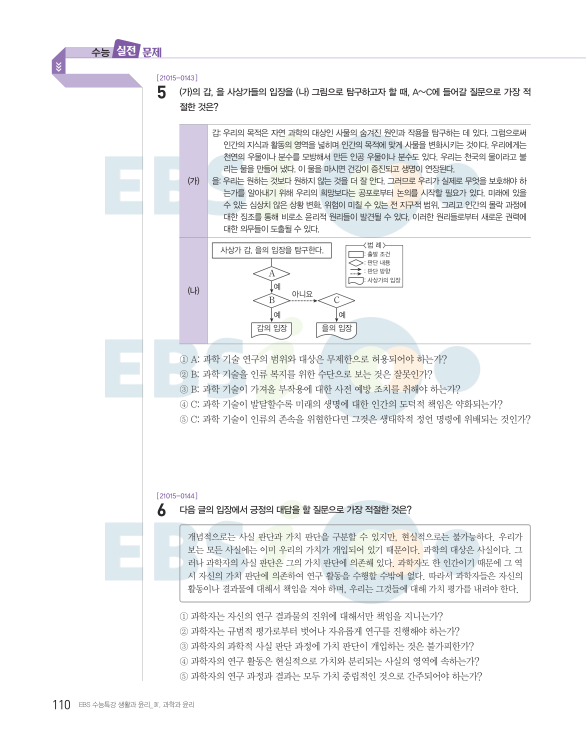 수능 실전 문제
[21015-0143]
5 (가)의 갑, 을 사상가들의 입장을 (나) 그림으로 탐구하고자 할 때, A~C에 들어갈 질문으로 가장 적
절한 것은?
(가)
갑: 우리의 목적은 자연 과학의 대상인 사물의 숨겨진 원인과 작용을 탐구하는 데 있다. 그럼으로써
인간의 지식과 활동의 영역을 넓히며 인간의 목적에 맞게 사물을 변화시키는 것이다. 우리에게는
천연의 우물이나 분수를 모방해서 만든 인공 우물이나 분수도 있다. 우리는 천국의 물이라고 불
리는 물을 만들어 냈다. 이 물을 마시면 건강이 증진되고 생명이 연장된다.
을: 우리는 원하는 것보다 원하지 않는 것을 더 잘 안다. 그러므로 우리가 실제로 무엇을 보호해야 하
는가를 알아내기 위해 우리의 희망보다는 공포로부터 논의를 시작할 필요가 있다. 미래에 있을
수 있는 심상치 않은 상황 변화, 위험이 미칠 수 있는 전 지구적 범위, 그리고 인간의 몰락 과정에
대한 징조를 통해 비로소 윤리적 원리들이 발견될 수 있다. 이러한 원리들로부터 새로운 권력에
대한 의무들이 도출될 수 있다.
(나)
사상가 갑, 을의 입장을 탐구한다.
〈범 례〉
: 출발 조건
: 판단 내용
: 판단 방향
: 사상가의 입장
A
예
B
아니요
C
예
예
갑의 입장
을의 입장
① A: 과학 기술 연구의 범위와 대상은 무제한으로 허용되어야 하는가?
② B: 과학 기술을 인류 복지를 위한 수단으로 보는 것은 잘못인가?
③ B: 과학 기술이 가져올 부작용에 대한 사전 예방 조치를 취해야 하는가?
④ C: 과학 기술이 발달할수록 미래의 생명에 대한 인간의 도덕적 책임은 약화되는가?
⑤ C: 과학 기술이 인류의 존속을 위협한다면 그것은 생태학적 정언 명령에 위배되는 것인가?
[21015-0144]
6 다음 글의 입장에서 긍정의 대답을 할 질문으로 가장 적절한 것은?
개념적으로는 사실 판단과 가치 판단을 구분할 수 있지만, 현실적으로는 불가능하다. 우리가
보는 모든 사실에는 이미 우리의 가치가 개입되어 있기 때문이다. 과학의 대상은 사실이다. 그
러나 과학자의 사실 판단은 그의 가치 판단에 의존해 있다. 과학자도 한 인간이기 때문에 그 역
시 자신의 가치 판단에 의존하여 연구 활동을 수행할 수밖에 없다. 따라서 과학자들은 자신의
활동이나 결과물에 대해서 책임을 져야 하며, 우리는 그것들에 대해 가치 평가를 내려야 한다.
① 과학자는 자신의 연구 결과물의 진위에 대해서만 책임을 지니는가?
② 과학자는 규범적 평가로부터 벗어나 자유롭게 연구를 진행해야 하는가?
③ 과학자의 과학적 사실 판단 과정에 가치 판단이 개입하는 것은 불가피한가?
④ 과학자의 연구 활동은 현실적으로 가치와 분리되는 사실의 영역에 속하는가?
⑤ 과학자의 연구 과정과 결과는 모두 가치 중립적인 것으로 간주되어야 하는가?
110 EBS 수능특강 생활과 윤리_Ⅲ. 과학과 윤리
EBS
EBS
EBS